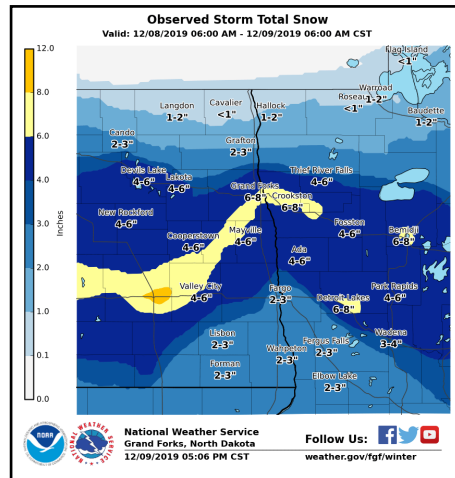 Observed Storm Total Snow
Valid: 12/08/2019 06:00 AM - 12/09/2019 06:00 AM CST
12.0
8.0
6.0
4.0
3.0
2.0
1.0
0.1
0.0
Inches
Flag Island
<1"
Warroad
1-2"
Roseau
<1"
Baudette
1-2"
Langdon
1-2"
Cavalier
<1"
Hallock
1-2"
Cando
2-3"
Grafton
2-3"
Devils Lake
4-6"
Lakota
4-6"
Thief River Falls
4-6"
Grand Forks
6-8"
Crookston
6-8"
New Rockford
4-6"
Cooperstown
4-6"
Mayville
4-6"
Fosston
4-6"
Bemidji
6-8"
Ada
4-6"
Valley City
4-6"
Fargo
2-3"
Detroit Lakes
6-8"
Park Rapids
4-6"
Lisbon
2-3"
Wahpeton
2-3"
Fergus Falls
2-3"
Wadena
3-4"
Forman
2-3"
Elbow Lake
2-3"
NOAA
NATIONAL WEATHER SERVICE
National Weather Service
Grand Forks, North Dakota
12/09/2019 05:06 PM CST
Follow Us:
weather.gov/fgf/winter